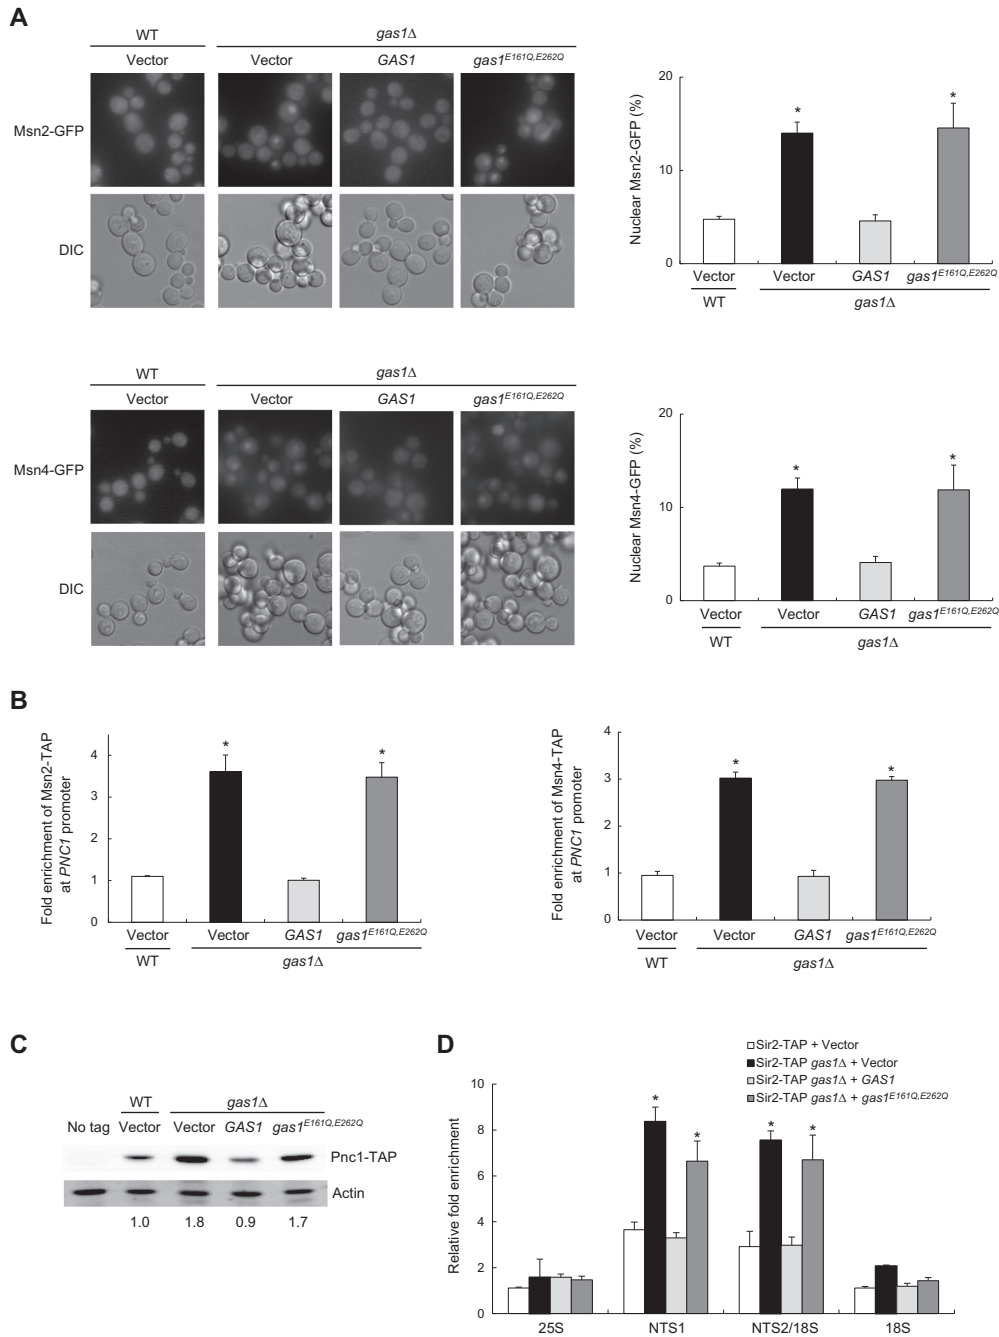 A
WT
gas1Δ
Vector
Vector
GAS1
gas1E161Q,E262Q
Msn2-GFP
DIC
Nuclear Msn2-GFP (%)
20
10
0
Vector
Vector
GAS1
gas1E161Q,E262Q
WT
gas1Δ
WT
gas1Δ
Vector
Vector
GAS1
gas1E161Q,E262Q
Msn4-GFP
DIC
Nuclear Msn4-GFP (%)
20
10
0
*
*
*
*
Vector
Vector
GAS1
gas1E161Q,E262Q
WT
gas1Δ
B
Fold enrichment of Msn2-TAP
at PNC1 promoter
4
3
2
1
0
*
*
Vector
Vector
GAS1
gas1E161Q,E262Q
WT
gas1Δ
Fold enrichment of Msn4-TAP
at PNC1 promoter
4
3
2
1
0
*
*
Vector
Vector
GAS1
gas1E161Q,E262Q
WT
gas1Δ
C
WT
gas1Δ
No tag
Vector
Vector
GAS1
gas1E161Q,E262Q
Pnc1-TAP
Actin
1.0
1.8
0.9
1.7
D
Sir2-TAP + Vector
Sir2-TAP gas1Δ + Vector
Sir2-TAP gas1Δ + GAS1
Sir2-TAP gas1Δ + gas1E161Q,E262Q
Relative fold enrichment
10
8
6
4
2
0
*
*
*
*
25S
NTS1
NTS2/18S
18S